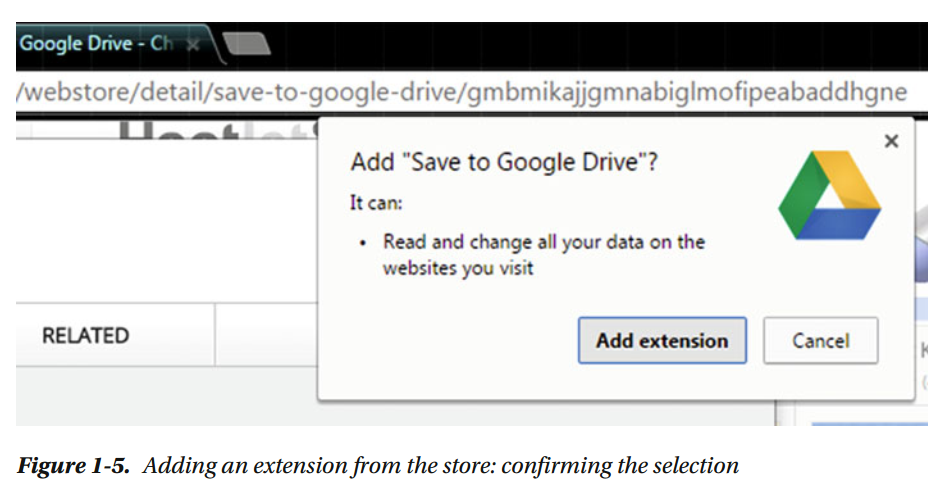 Google Drive - Ch
/webstore/detail/save-to-google-drive/gmbmikajjgmnabiglmofipeabaddhgne
Add "Save to Google Drive"?
It can:
• Read and change all your data on the
websites you visit
RELATED
Add extension
Cancel
Figure 1-5. Adding an extension from the store: confirming the selection